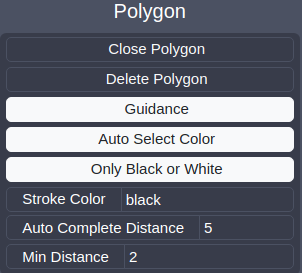 Polygon
Close Polygon
Delete Polygon
Guidance
Auto Select Color
Only Black or White
Stroke Color black
Auto Complete Distance 5
Min Distance 2